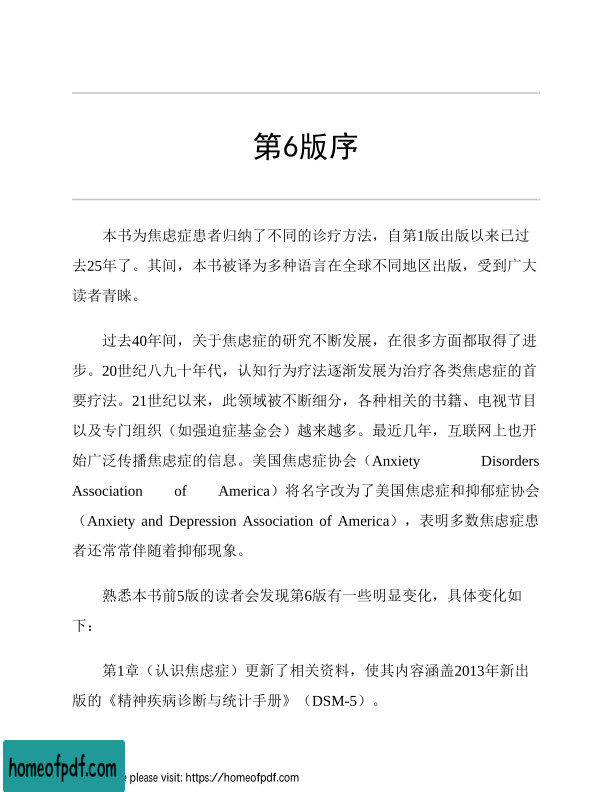 第6版序
本书为焦虑症患者归纳了不同的诊疗方法，自第1版出版以来已过
去25年了。其间，本书被译为多种语言在全球不同地区出版，受到广大
读者青睐。
过去40年间，关于焦虑症的研究不断发展，在很多方面都取得了进
步。20世纪八九十年代，认知行为疗法逐渐发展为治疗各类焦虑症的首
要疗法。21世纪以来，此领域被不断细分，各种相关的书籍、电视节目
以及专门组织（如强迫症基金会）越来越多。最近几年，互联网上也开
始广泛传播焦虑症的信息。美国焦虑症协会（Anxiety Disorders
Association of America）将名字改为了美国焦虑症和抑郁症协会
（Anxiety and Depression Association of America），表明多数焦虑症患
者还常常伴随着抑郁现象。
熟悉本书前5版的读者会发现第6版有一些明显变化，具体变化如
下：
第1章（认识焦虑症）更新了相关资料，使其内容涵盖2013年新出
版的《精神疾病诊断与统计手册》（DSM-5）。
homeofpdf.com
please visit: https://homeofpdf.com